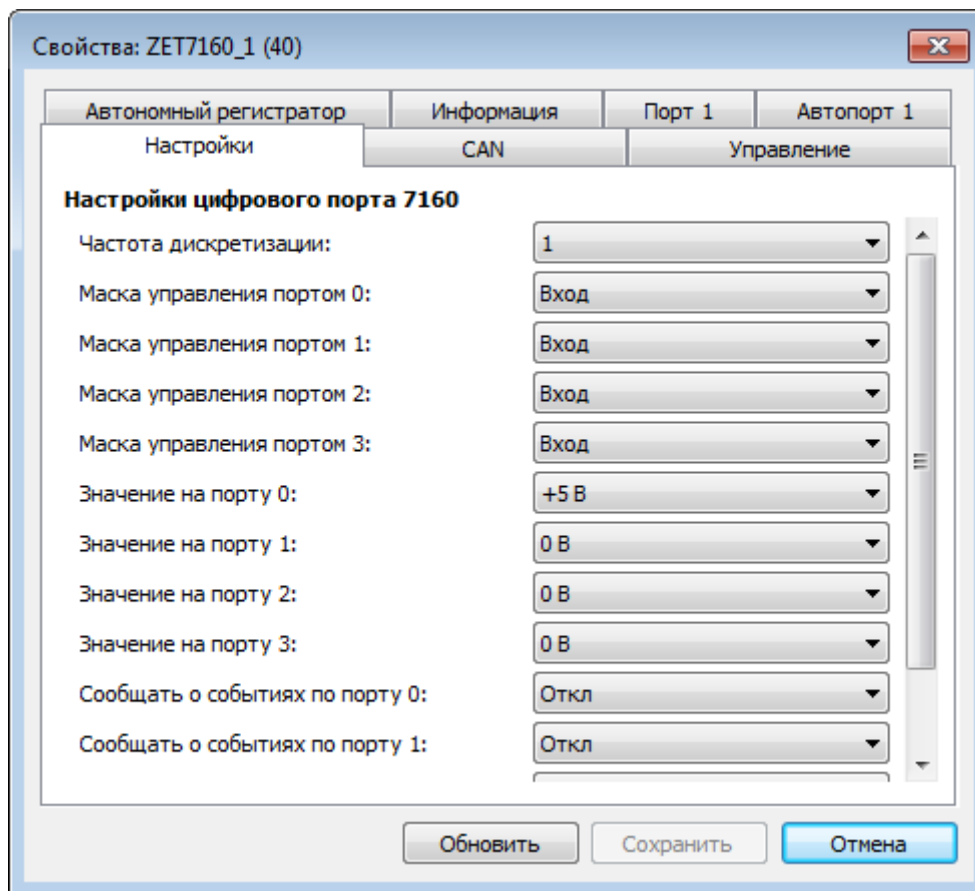 Свойства: ZET7160_1 (40)
Автономный регистратор Информация Порт 1 Автопорт 1
Настройки CAN Управление
Настройки цифрового порта 7160
Частота дискретизации: 1
Маска управления портом 0: Вход
Маска управления портом 1: Вход
Маска управления портом 2: Вход
Маска управления портом 3: Вход
Значение на порту 0: +5 В
Значение на порту 1: 0 В
Значение на порту 2: 0 В
Значение на порту 3: 0 В
Сообщать о событиях по порту 0: Откл
Сообщать о событиях по порту 1: Откл
Обновить Сохранить Отмена